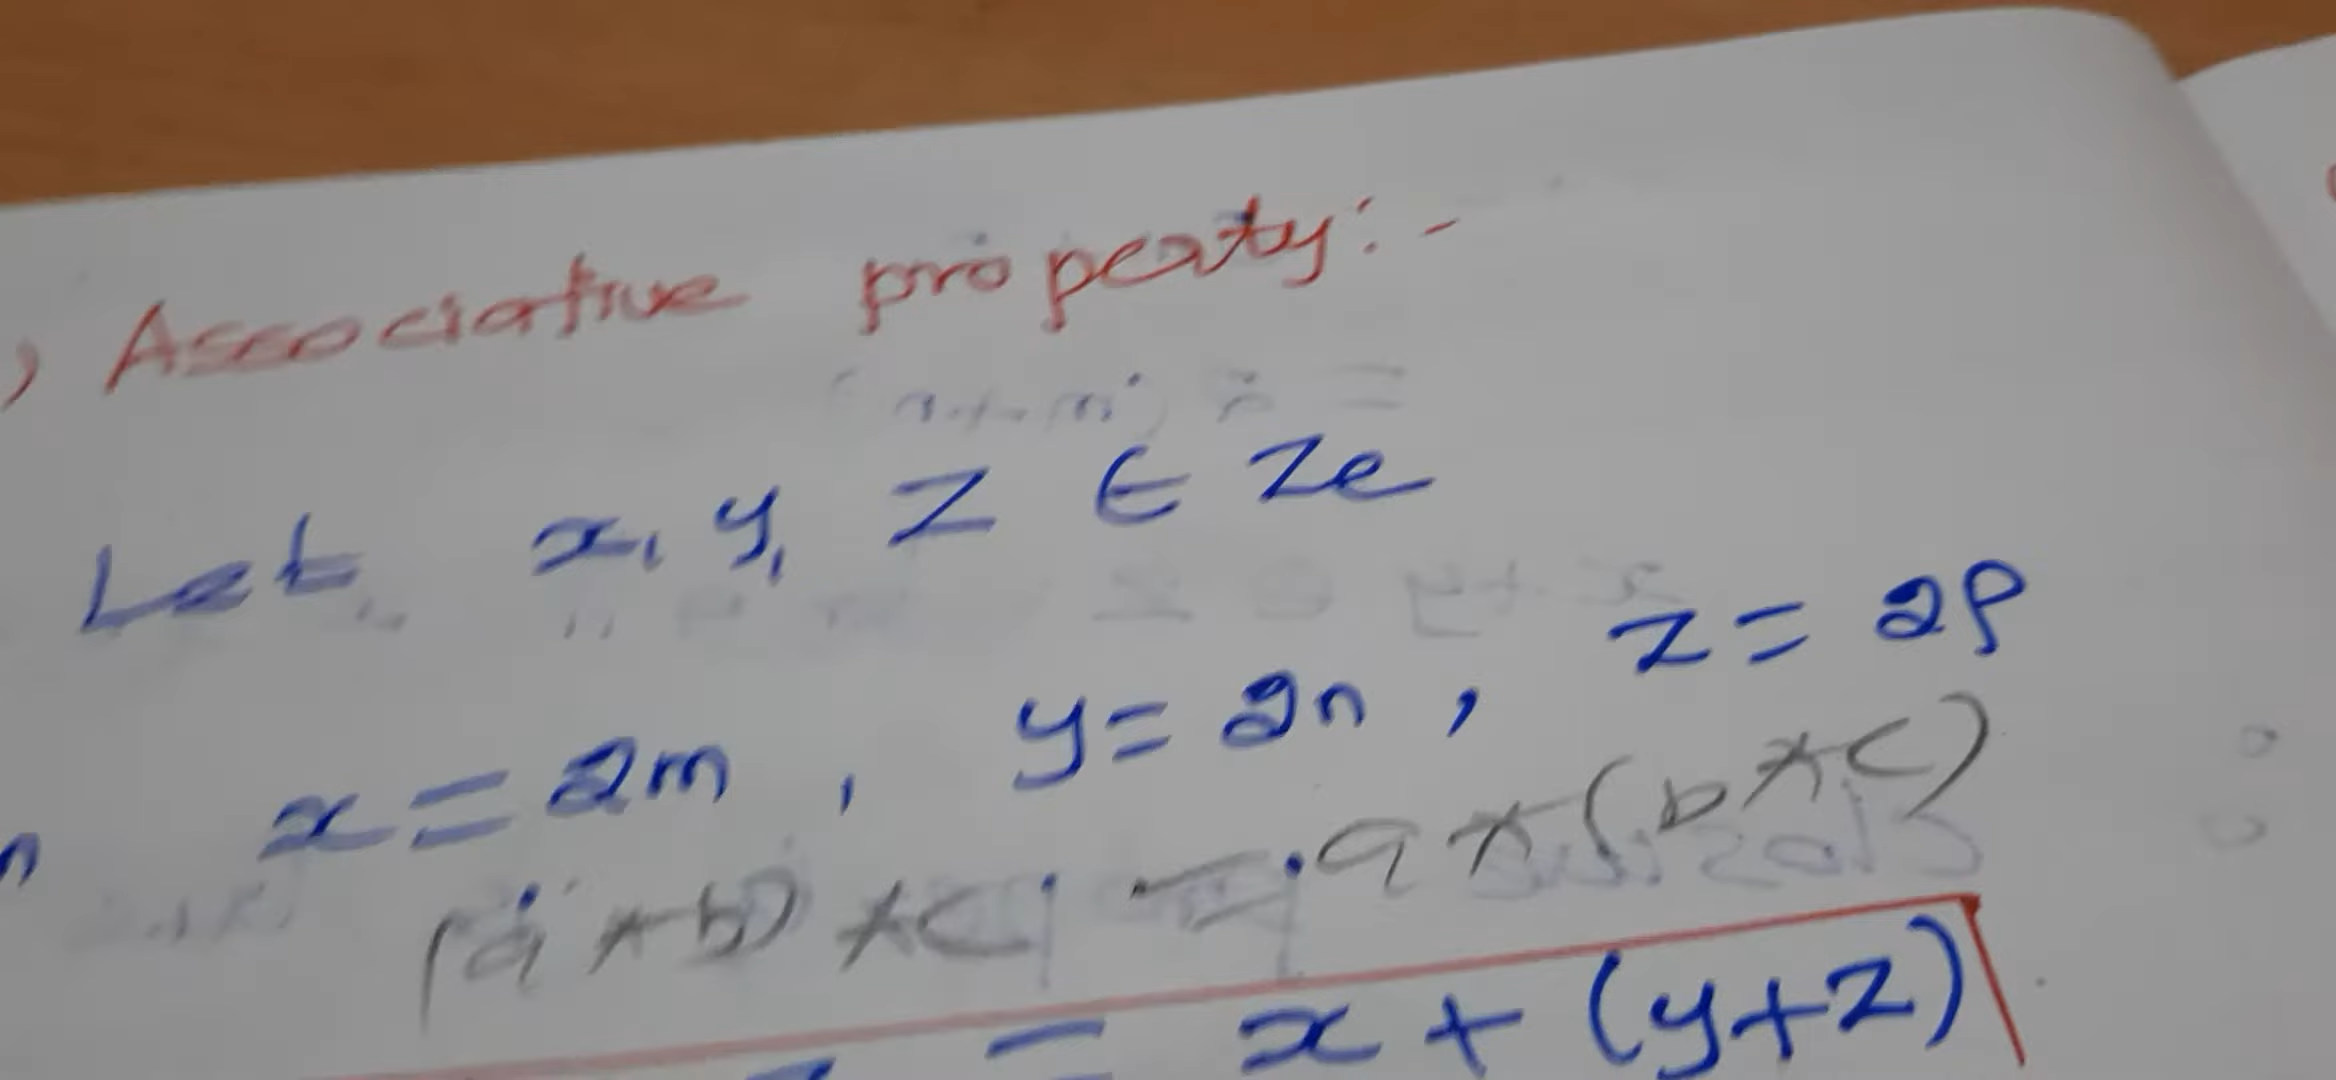 ) Associative property:-
Let x, y, z ∈ Ze
x = 2m , y = 2n , z = 2p
(a * b) * c = a * (b * c)
= x + (y+z)